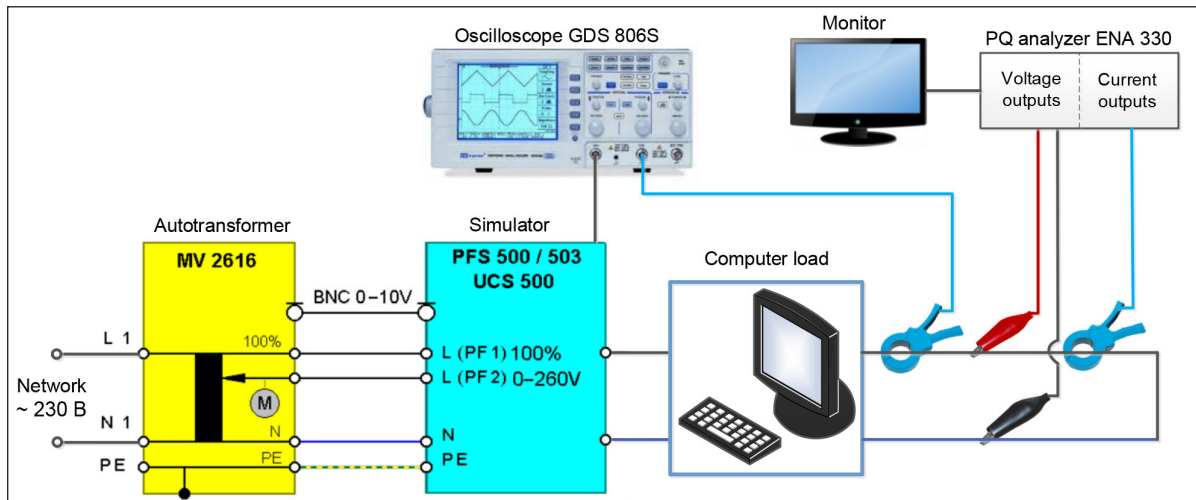 Oscilloscope GDS 806S
Monitor
PQ analyzer ENA 330
Voltage
outputs
Current
outputs
Autotransformer
MV 2616
Simulator
PFS 500 / 503
UCS 500
Computer load
BNC 0–10V
L 1
100%
L (PF 1) 100%
L (PF 2) 0–260V
Network
~ 230 В
M
N 1
N
N
PE
PE
PE